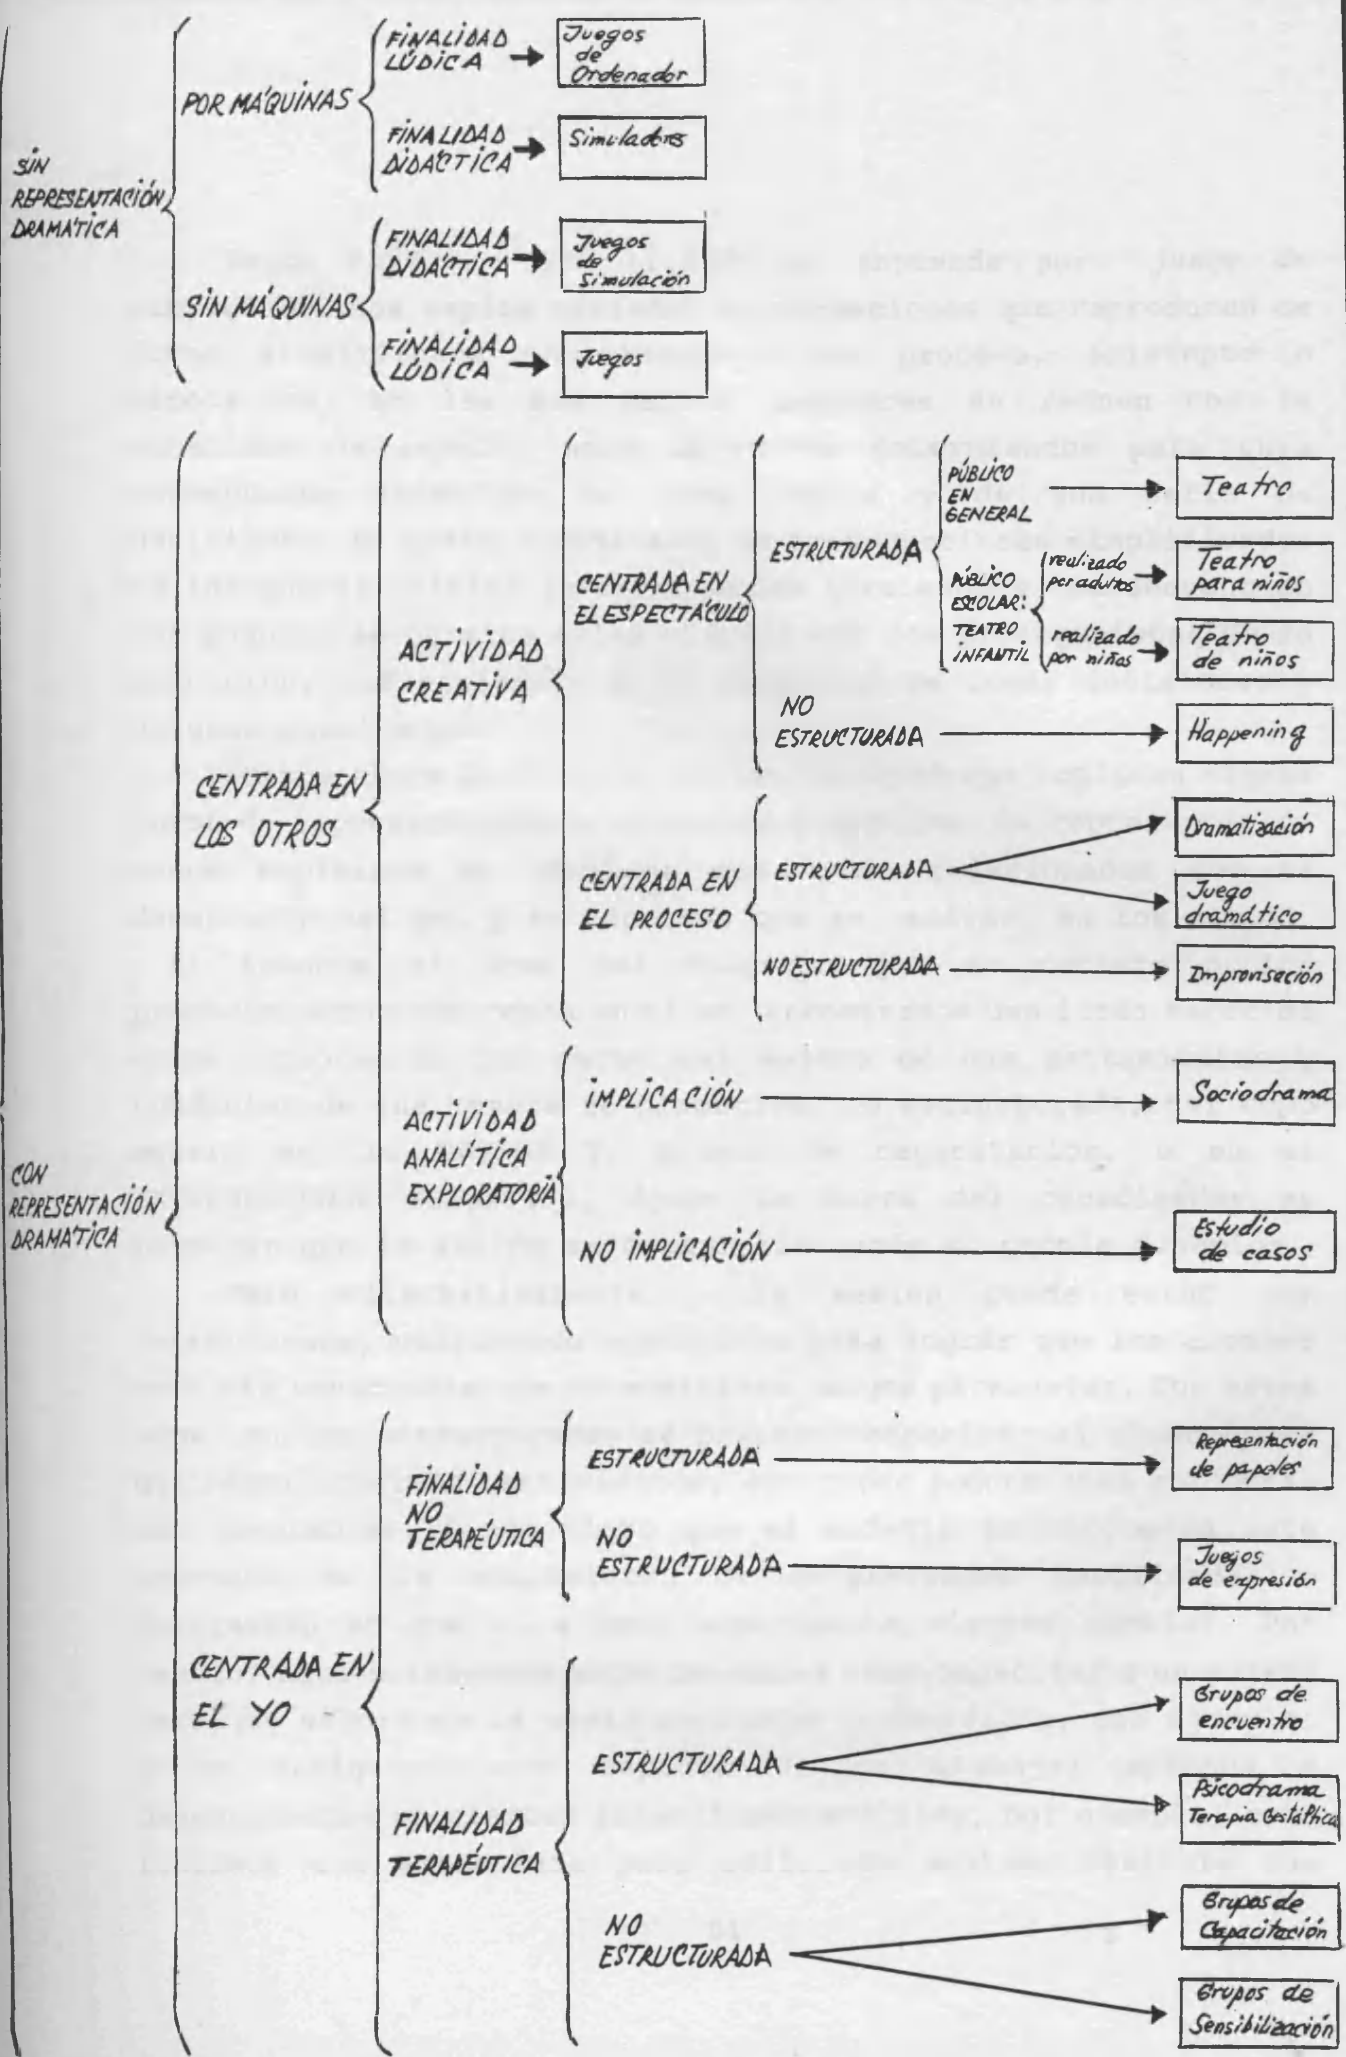 SIN
REPRESENTACIÓN
DRAMÁTICA
POR MÁQUINAS
FINALIDAD
LÚDICA
Juegos
de
Ordenador
FINALIDAD
DIDÁCTICA
Simuladores
SIN MÁQUINAS
FINALIDAD
DIDÁCTICA
Juegos
de
Simulación
FINALIDAD
LÚDICA
Juegos
CON
REPRESENTACIÓN
DRAMÁTICA
CENTRADA EN
LOS OTROS
ACTIVIDAD
CREATIVA
CENTRADA EN
EL ESPECTÁCULO
ESTRUCTURADA
PÚBLICO
EN
GENERAL
Teatro
PÚBLICO
ESCOLAR:
TEATRO
INFANTIL
realizado
por adultos
Teatro
para niños
realizado
por niños
Teatro
de niños
NO
ESTRUCTURADA
Happening
CENTRADA EN
EL PROCESO
ESTRUCTURADA
Dramatización
Juego
dramático
NO ESTRUCTURADA
Improvisación
ACTIVIDAD
ANALÍTICA
EXPLORATORIA
IMPLICACIÓN
Sociodrama
NO IMPLICACIÓN
Estudio
de casos
CENTRADA EN
EL YO
FINALIDAD
NO
TERAPÉUTICA
ESTRUCTURADA
Representación
de papeles
NO
ESTRUCTURADA
Juegos
de expresión
FINALIDAD
TERAPÉUTICA
ESTRUCTURADA
Grupos de
encuentro
Psicodrama
Terapia Gestáltica
NO
ESTRUCTURADA
Grupos de
Capacitación
Grupos de
Sensibilización